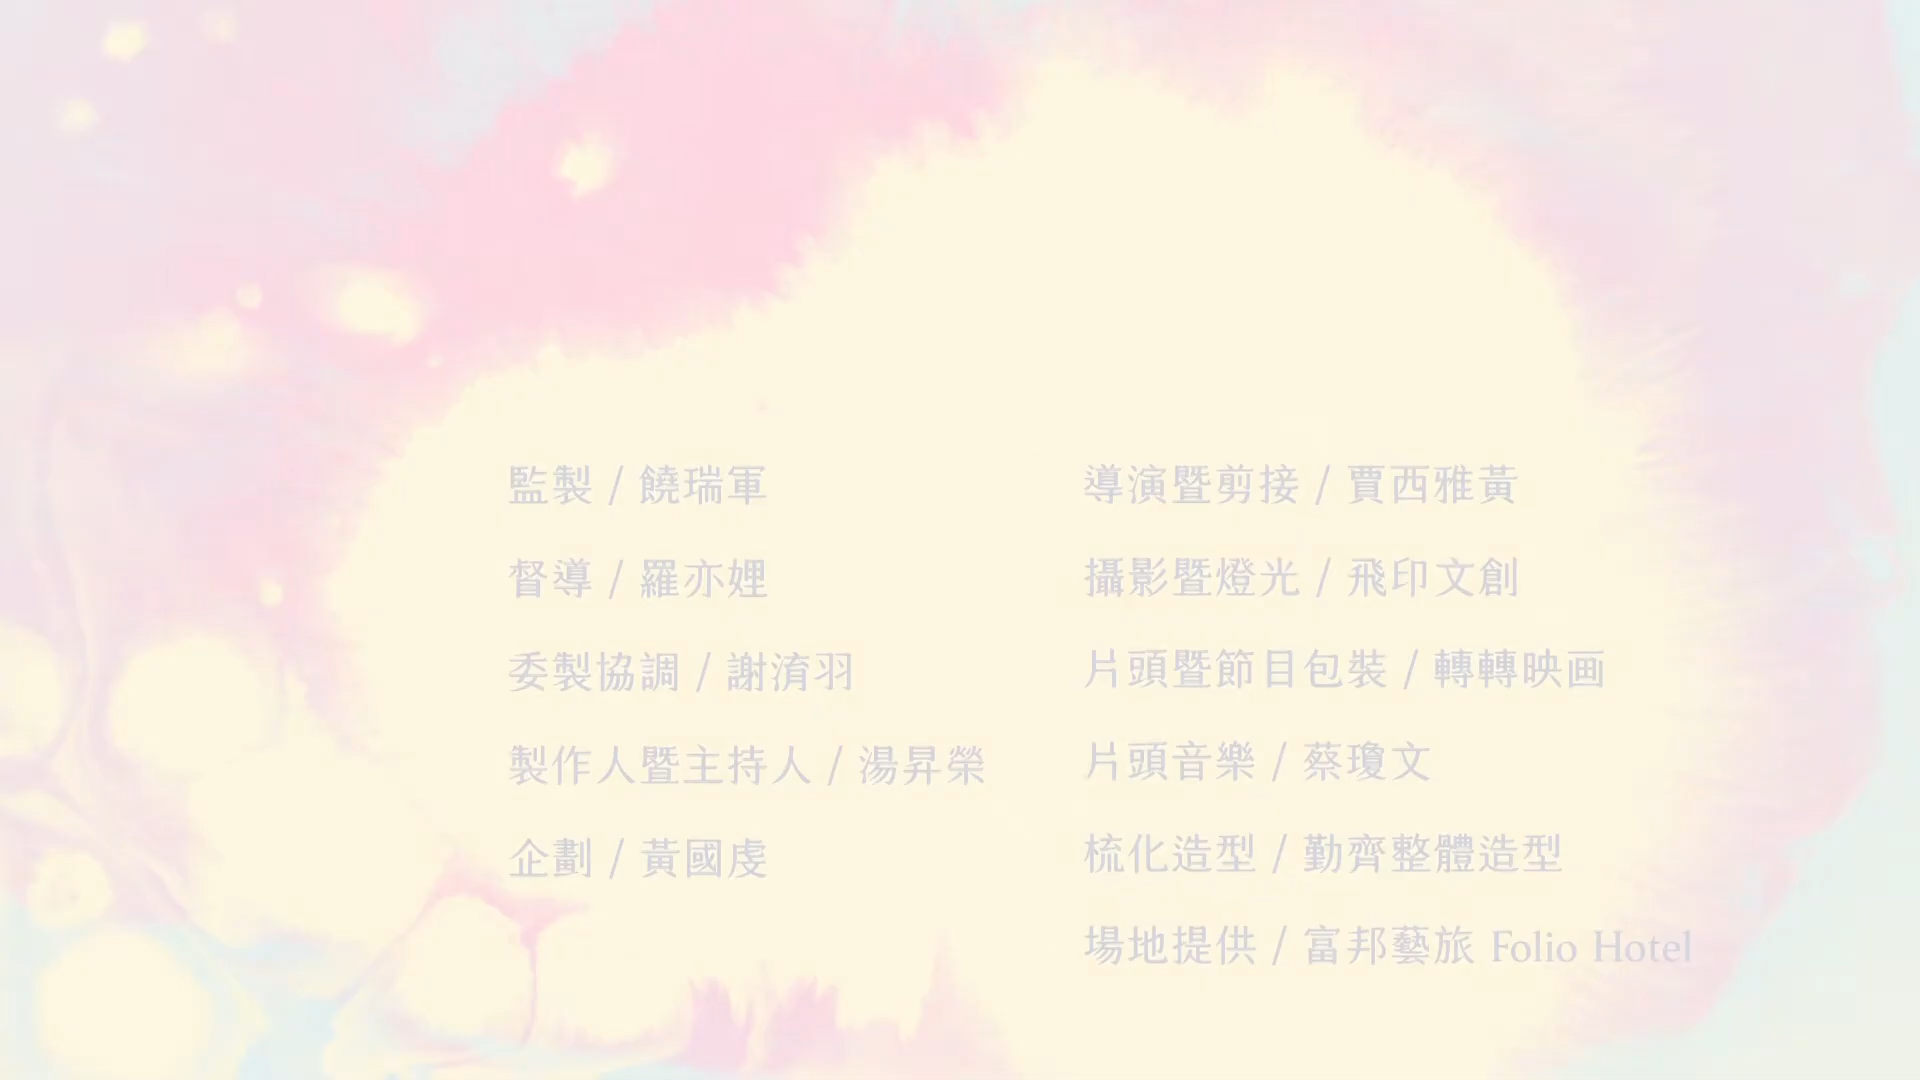 監製 / 饒瑞軍
督導 / 羅亦娌
委製協調 / 謝淯羽
製作人暨主持人 / 湯昇榮
企劃 / 黃國虔
導演暨剪接 / 賈西雅黃
攝影暨燈光 / 飛印文創
片頭暨節目包裝 / 轉轉映画
片頭音樂 / 蔡瓊文
梳化造型 / 勤齊整體造型
場地提供 / 富邦藝旅 Folio Hotel